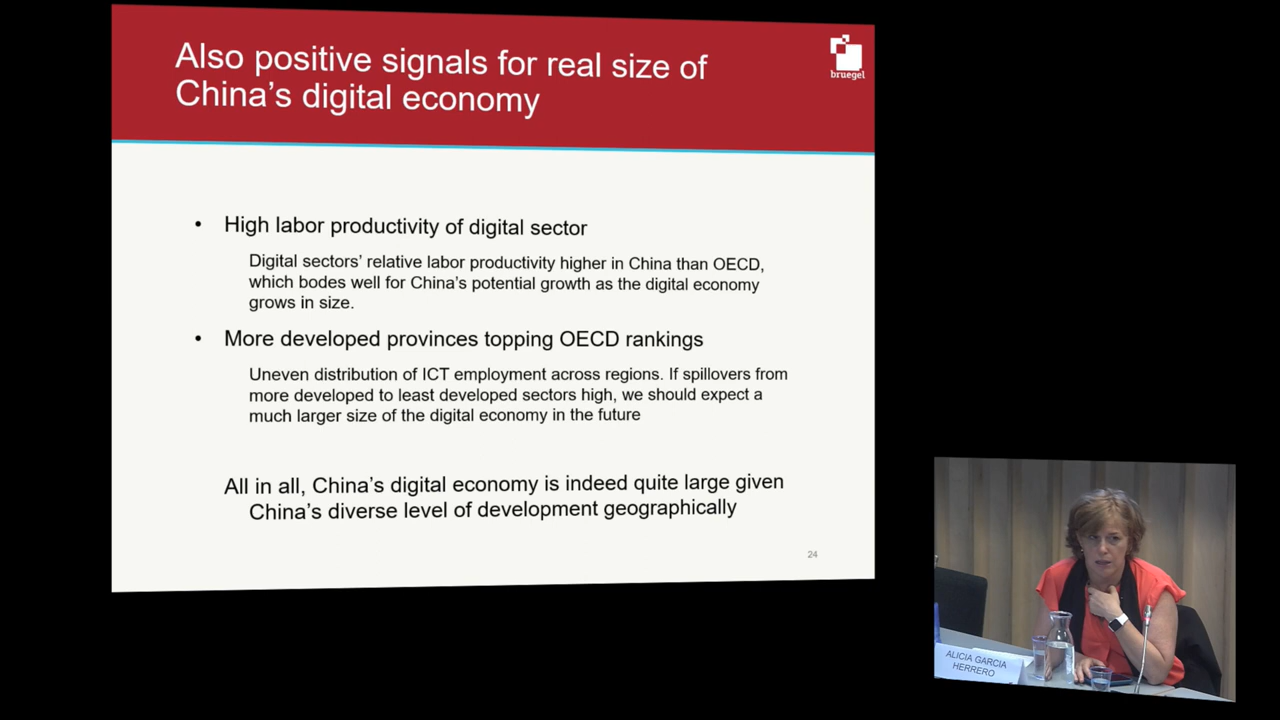 Also positive signals for real size of
China's digital economy
bruegel
• High labor productivity of digital sector
Digital sectors' relative labor productivity higher in China than OECD,
which bodes well for China's potential growth as the digital economy
grows in size.
• More developed provinces topping OECD rankings
Uneven distribution of ICT employment across regions. If spillovers from
more developed to least developed sectors high, we should expect a
much larger size of the digital economy in the future
All in all, China's digital economy is indeed quite large given
China's diverse level of development geographically
24
ALICIA GARCIA
HERRERO